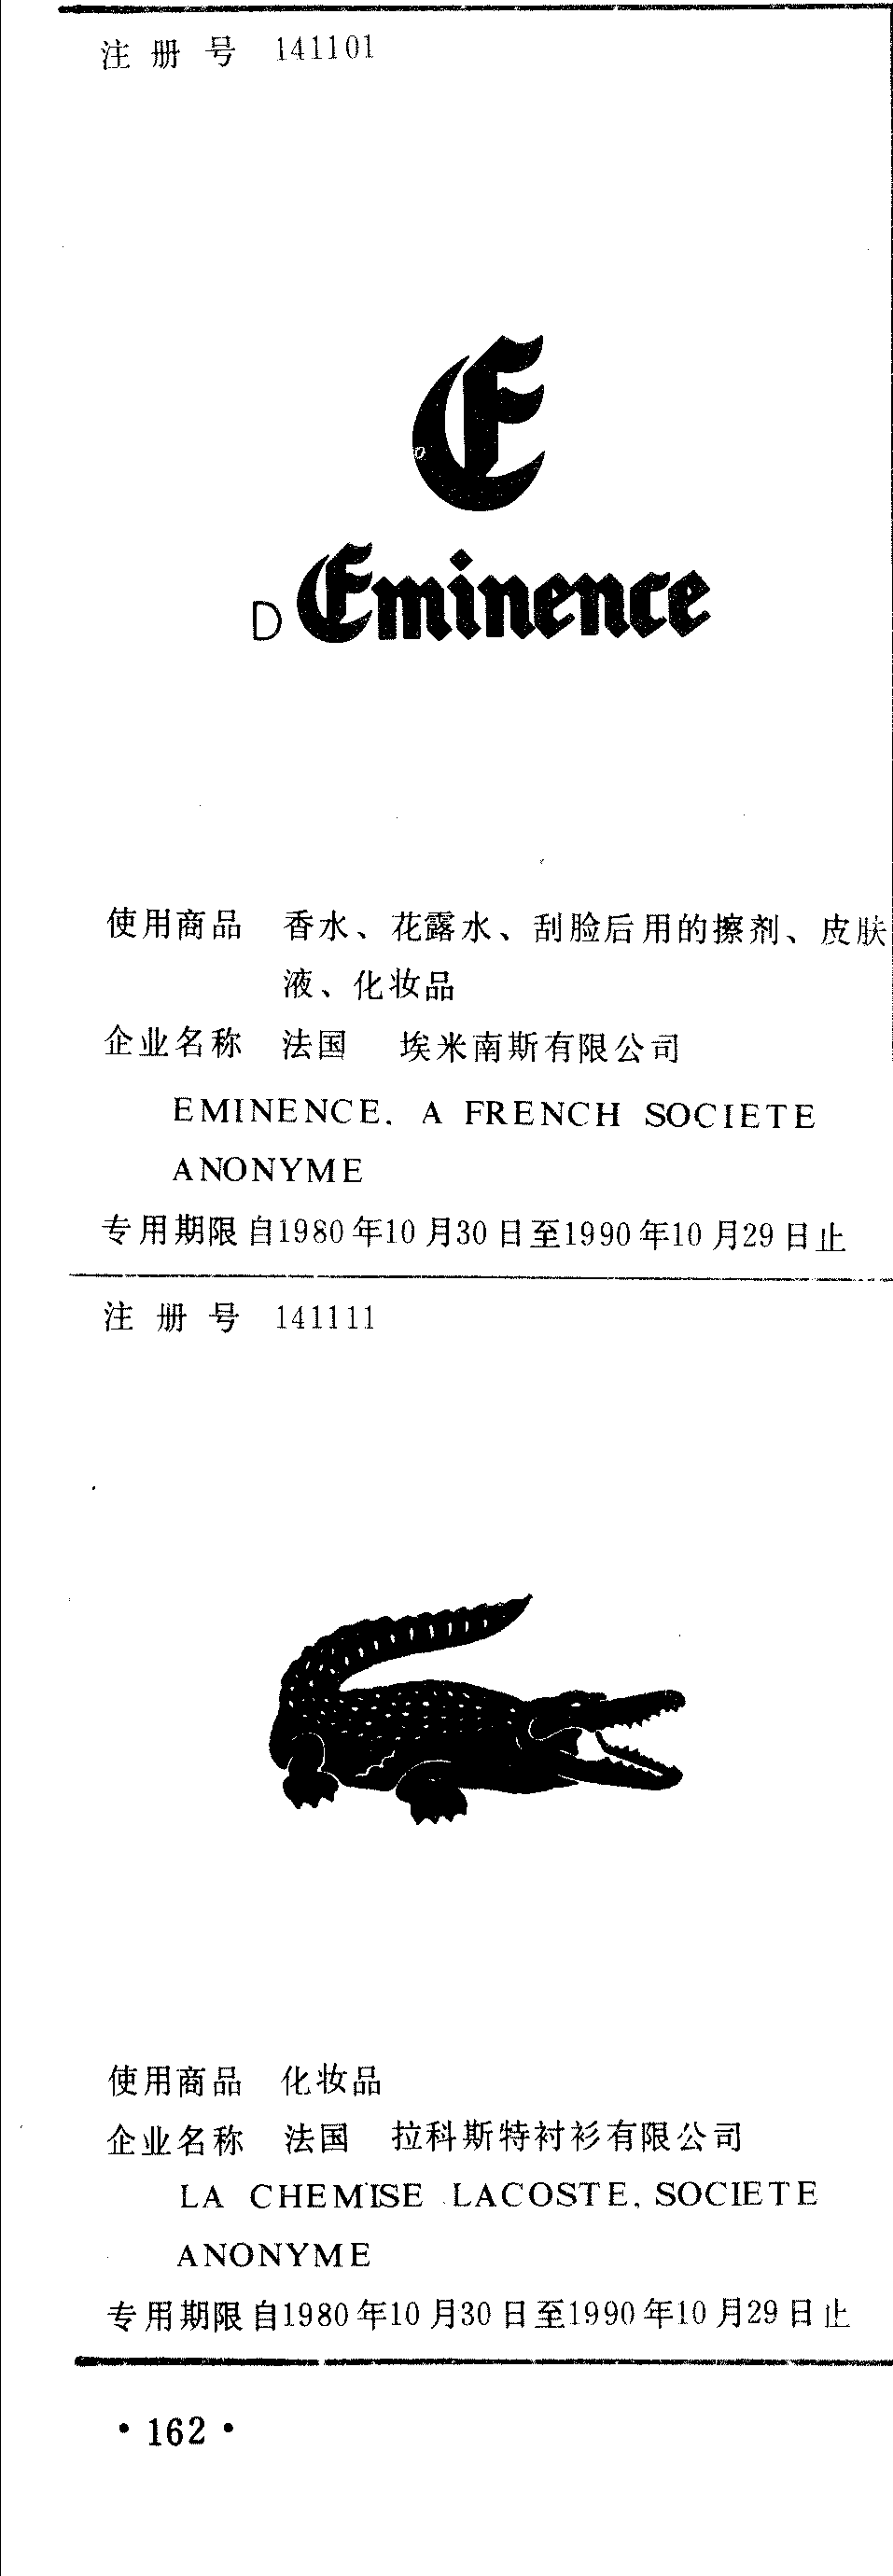 注册号 141101
E
D Eminence
使用商品 香水、花露水、刮脸后用的擦剂、皮肤
液、化妆品
企业名称 法国 埃米南斯有限公司
EMINENCE, A FRENCH SOCIETE
ANONYME
专用期限自1980年10月30日至1990年10月29日止
注册号 141111
使用商品 化妆品
企业名称 法国 拉科斯特衬衫有限公司
LA CHEMISE LACOSTE, SOCIETE
ANONYME
专用期限自1980年10月30日至1990年10月29日止
·162·